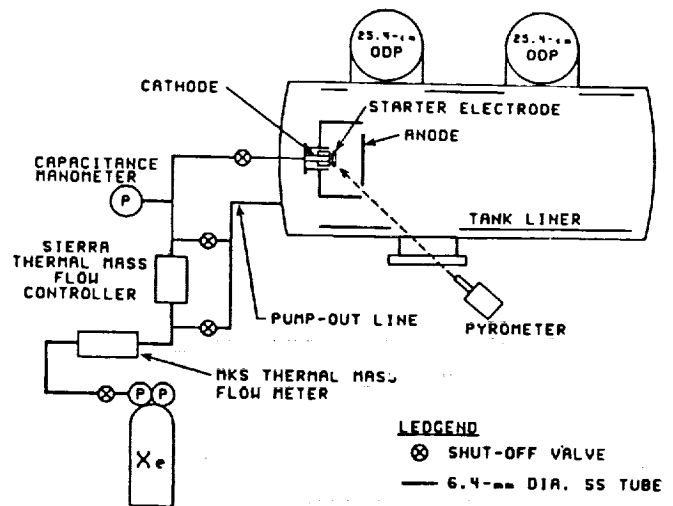 25.4-cm
ODP
25.4-cm
ODP
CATHODE
STARTER ELECTRODE
ANODE
CAPACITANCE
MANOMETER
P
TANK LINER
SIERRA
THERMAL MASS
FLOW
CONTROLLER
PUMP-OUT LINE
PYROMETER
MKS THERMAL MASS
FLOW METER
P P
Xe
LEDGEND
SHUT-OFF VALVE
6.4-mm DIA. SS TUBE